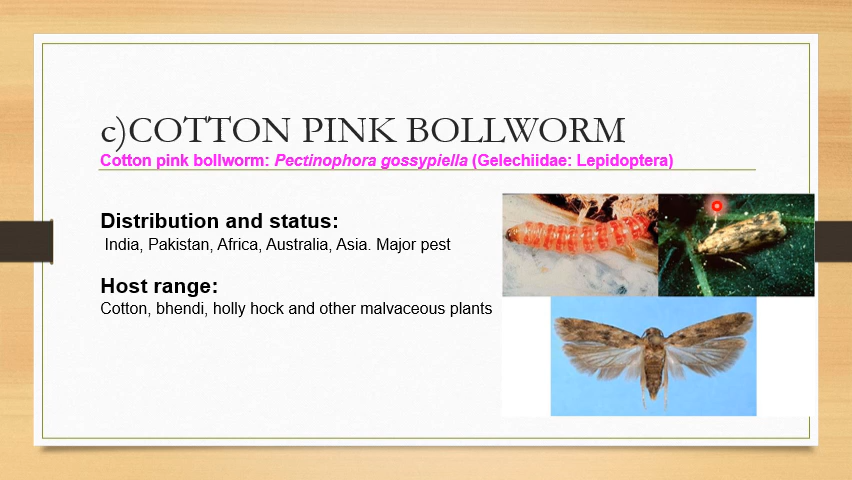 c)COTTON PINK BOLLWORM
Cotton pink bollworm: Pectinophora gossypiella (Gelechiidae: Lepidoptera)
Distribution and status:
India, Pakistan, Africa, Australia, Asia. Major pest
Host range:
Cotton, bhendi, holly hock and other malvaceous plants